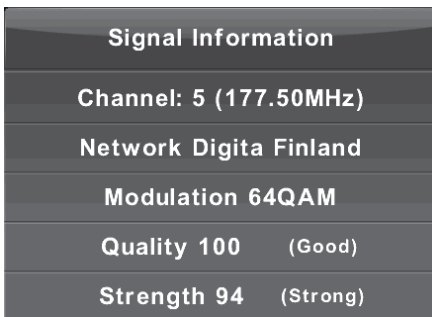 Signal Information
Channel: 5 (177.50MHz)
Network Digita Finland
Modulation 64QAM
Quality 100 (Good)
Strength 94 (Strong)